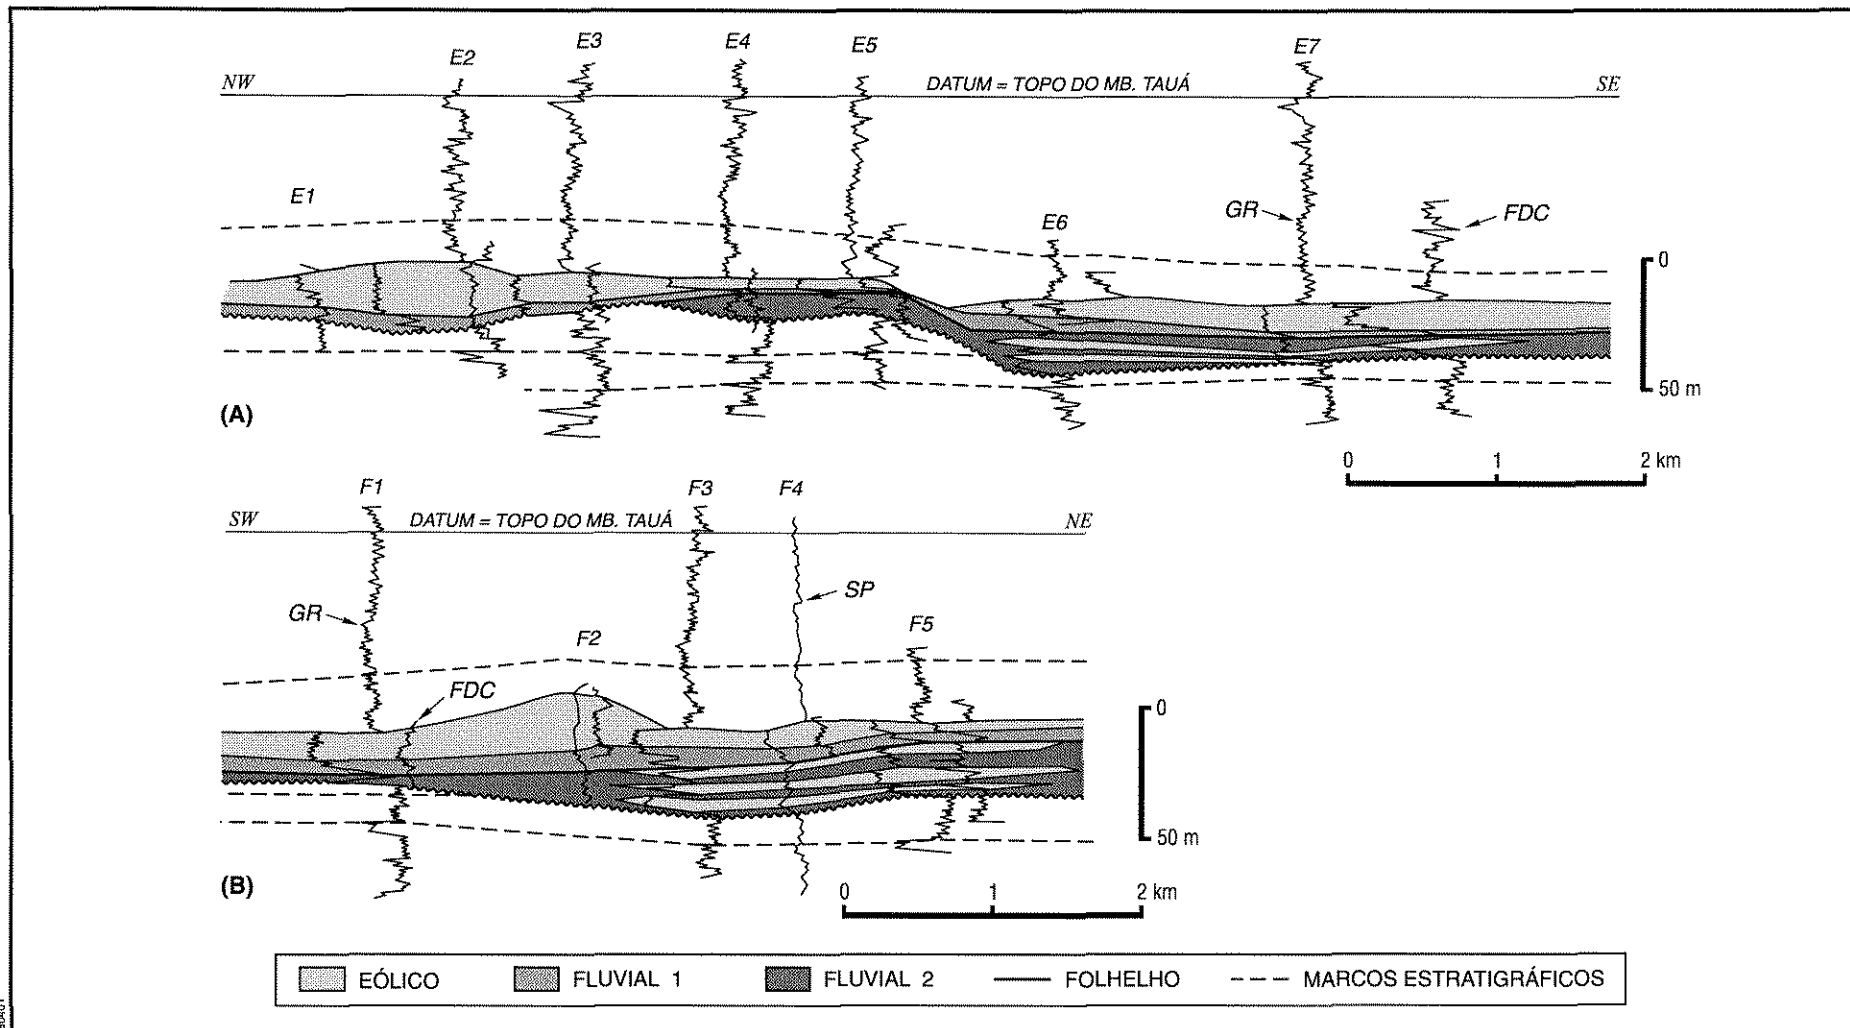 E2 E3 E4 E5 E7
NW DATUM = TOPO DO MB. TAUÁ SE
E1 E6 GR FDC
0
50 m
(A)
0 1 2 km
F1 F3 F4
SW DATUM = TOPO DO MB. TAUÁ NE
SP
GR
F2 F5
FDC
0
50 m
(B)
0 1 2 km
EÓLICO FLUVIAL 1 FLUVIAL 2 FOLHELHO MARCOS ESTRATIGRÁFICOS